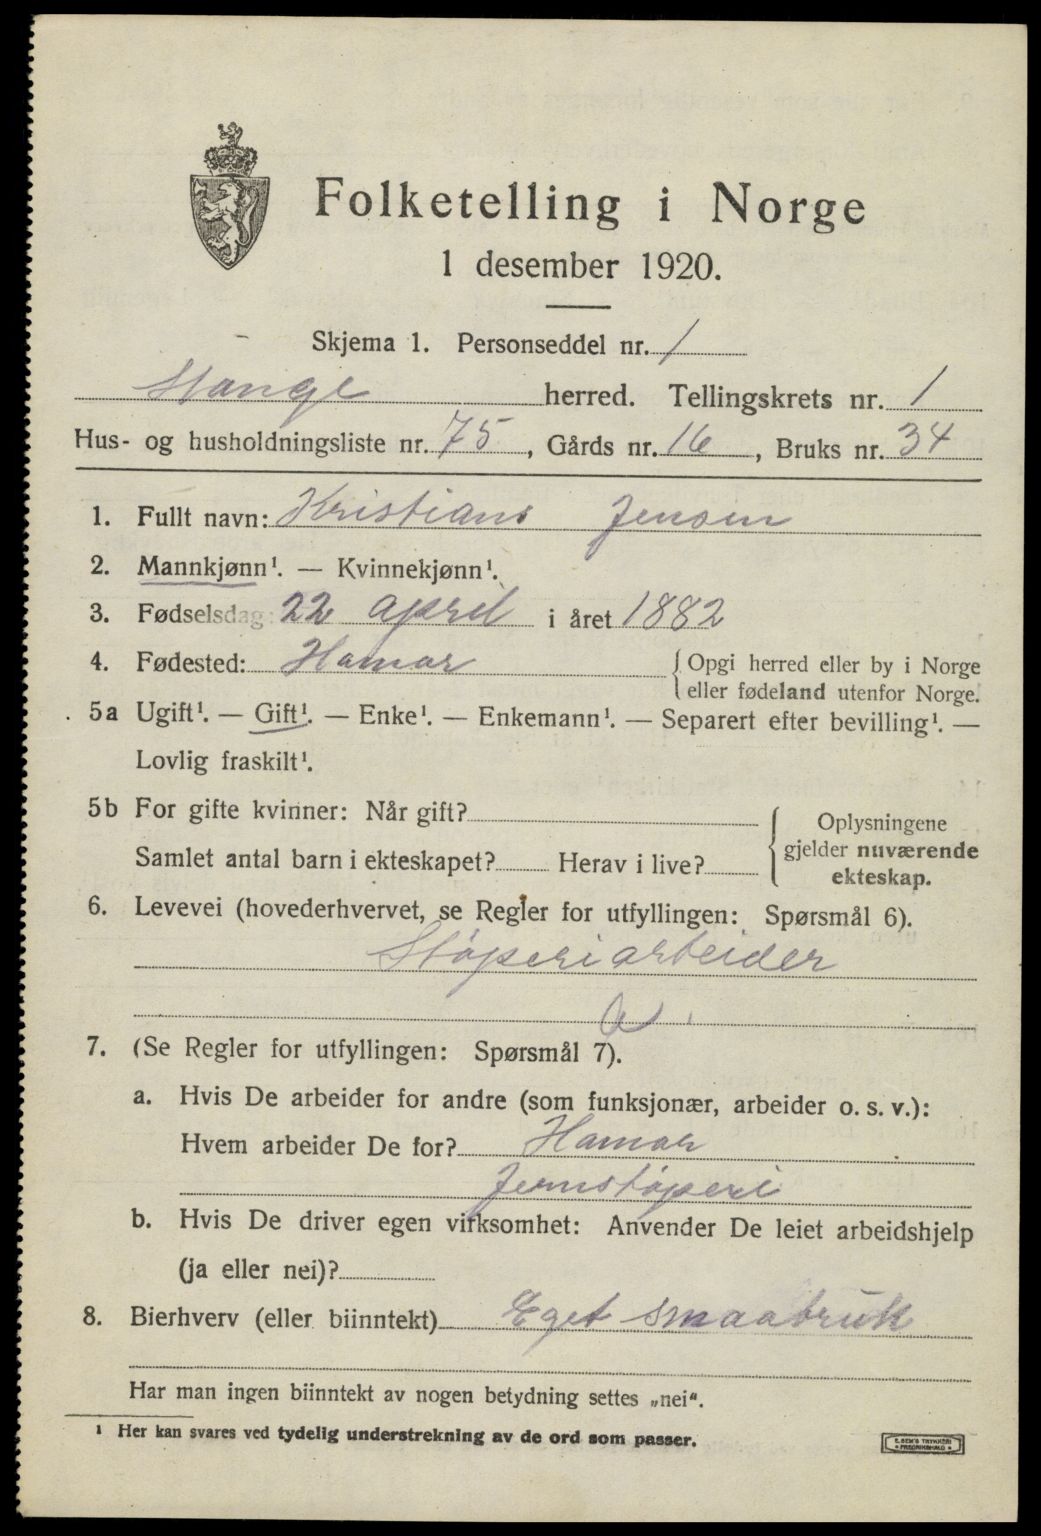 Folketelling i Norge
1 desember 1920.
Skjema 1. Personseddel nr. 1
Stange herred. Tellingskrets nr. 1
Hus- og husholdningsliste nr. 75, Gårds nr. 16, Bruks nr. 34
1. Fullt navn: Kristians Jensen
2. Mannkjønn¹. — Kvinnekjønn¹.
3. Fødselsdag: 22 april i året 1882
4. Fødested: Hamar {Opgi herred eller by i Norge
eller fødeland utenfor Norge.
5a Ugift¹. — Gift¹. — Enke¹. — Enkemann¹. — Separert efter bevilling¹. —
Lovlig fraskilt¹.
5b For gifte kvinner: Når gift?
Samlet antal barn i ekteskapet? Herav i live?
Oplysningene
gjelder nuværende
ekteskap.
6. Levevei (hovederhvervet, se Regler for utfyllingen: Spørsmål 6).
Støperiarbeider
a.
7. (Se Regler for utfyllingen: Spørsmål 7).
a. Hvis De arbeider for andre (som funksjonær, arbeider o. s. v.):
Hvem arbeider De for? Hamar
Jernstøperi
b. Hvis De driver egen virksomhet: Anvender De leiet arbeidshjelp
(ja eller nei)?
8. Bierhverv (eller biinntekt) Eget smaabruk
Har man ingen biinntekt av nogen betydning settes „nei“.
¹ Her kan svares ved tydelig understrekning av de ord som passer.
E. SEM'S TRYKKERI
FREDRIKSHALD